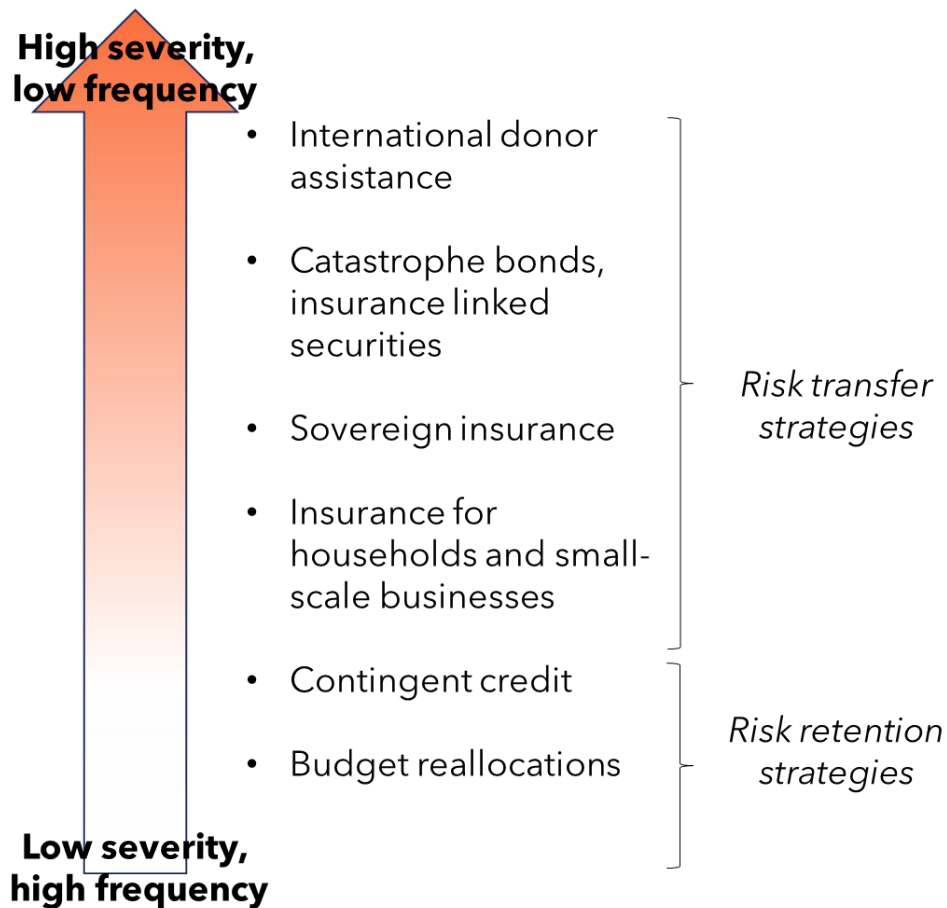 High severity,
low frequency
• International donor
assistance
• Catastrophe bonds,
insurance linked
securities
Risk transfer
strategies
• Sovereign insurance
• Insurance for
households and small-
scale businesses
• Contingent credit
Risk retention
strategies
• Budget reallocations
Low severity,
high frequency